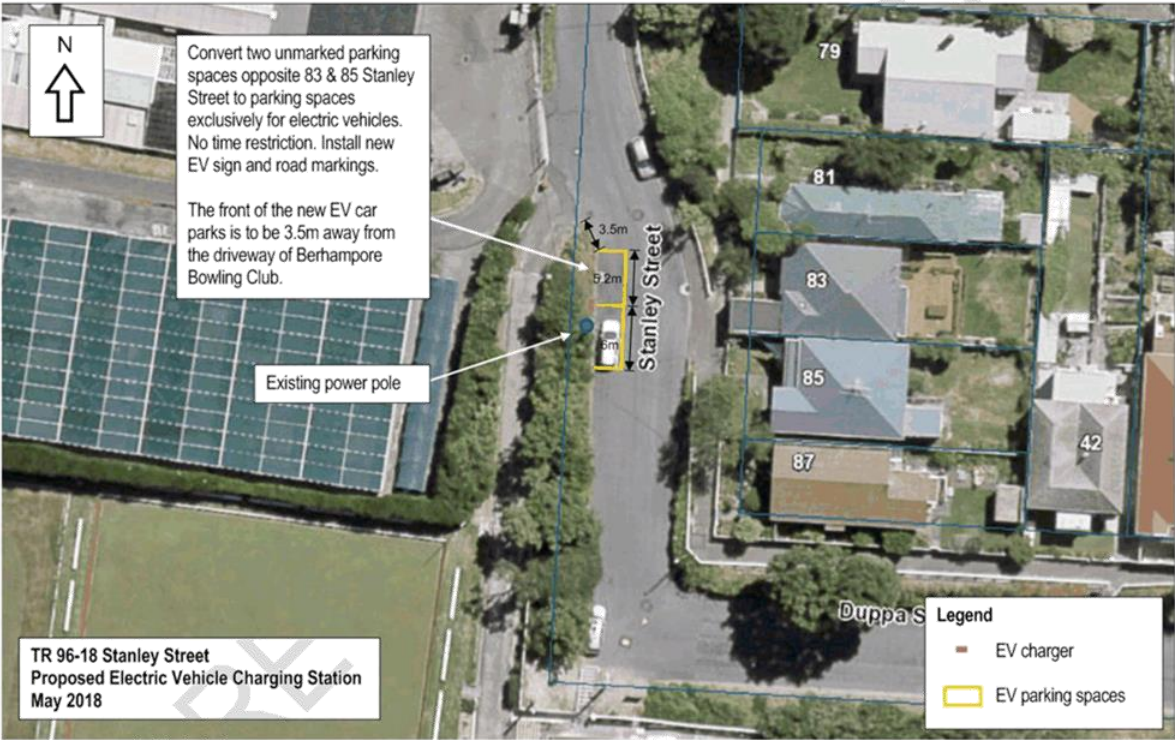 N
Convert two unmarked parking
spaces opposite 83 & 85 Stanley
Street to parking spaces
exclusively for electric vehicles.
No time restriction. Install new
EV sign and road markings.
The front of the new EV car
parks is to be 3.5m away from
the driveway of Berhampore
Bowling Club.
Existing power pole
3.5m
5.2m
6m
Stanley Street
79
81
83
85
87
42
Duppa S
TR 96-18 Stanley Street
Proposed Electric Vehicle Charging Station
May 2018
Legend
EV charger
EV parking spaces